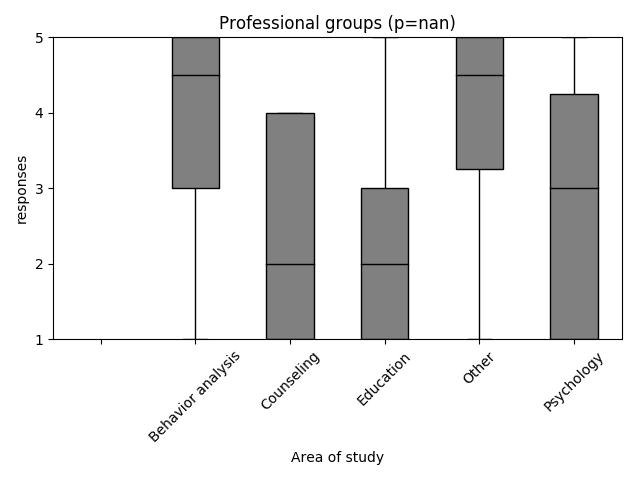 Professional groups (p=nan)
responses
5
4
3
2
1
Behavior analysis
Counseling
Education
Other
Psychology
Area of study